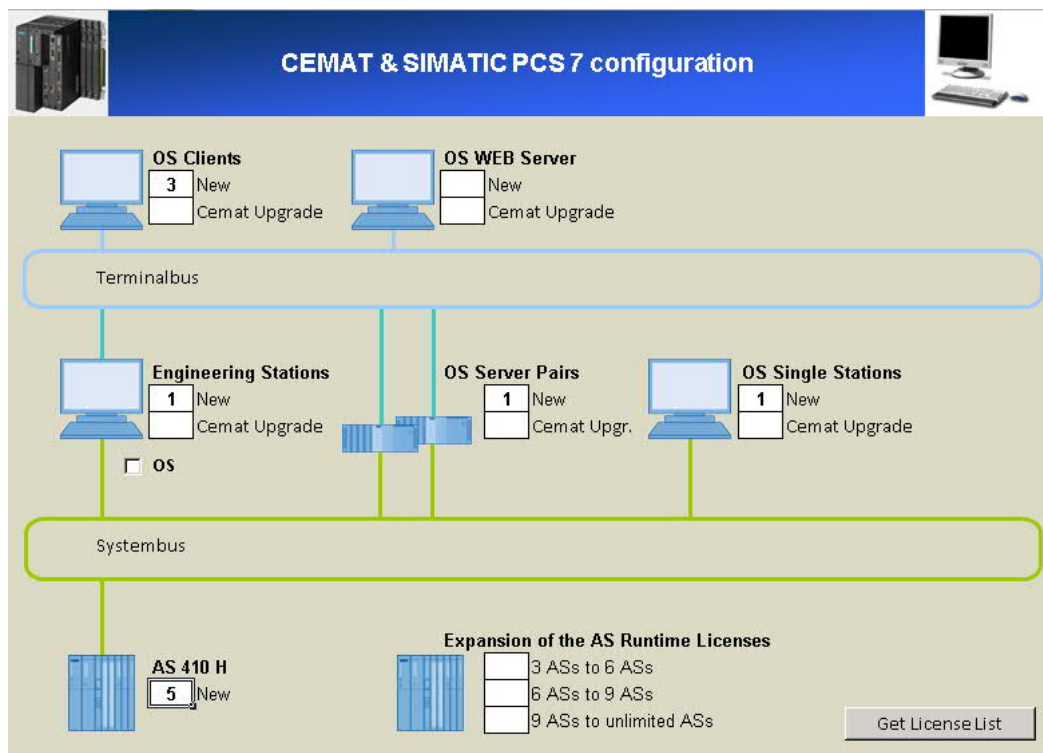 CEMAT & SIMATIC PCS 7 configuration
OS Clients
3 New
Cemat Upgrade
OS WEB Server
New
Cemat Upgrade
Terminalbus
Engineering Stations
1 New
Cemat Upgrade
OS
OS Server Pairs
1 New
Cemat Upgr.
OS Single Stations
1 New
Cemat Upgrade
Systembus
AS 410 H
5 New
Expansion of the AS Runtime Licenses
3 ASs to 6 ASs
6 ASs to 9 ASs
9 ASs to unlimited ASs
Get License List